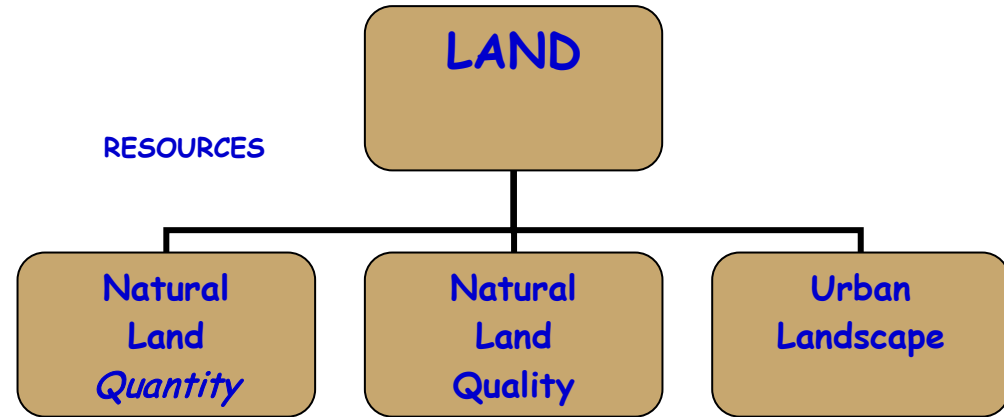 LAND
RESOURCES
Natural
Land
Quantity
Natural
Land
Quality
Urban
Landscape